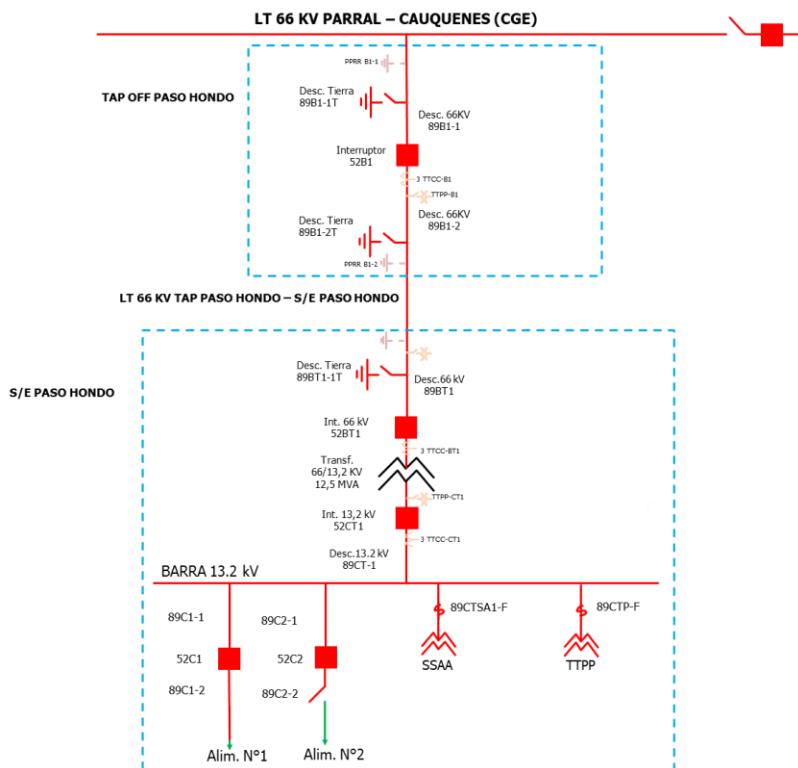 LT 66 KV PARRAL – CAUQUENES (CGE)
PPRR B1-1
TAP OFF PASO HONDO
Desc. Tierra
89B1-1T
Desc. 66KV
89B1-1
Interruptor
52B1
3 TTCC-B1
TTPP-B1
Desc. 66KV
89B1-2
Desc. Tierra
89B1-2T
PPRR B1-2
LT 66 KV TAP PASO HONDO – S/E PASO HONDO
S/E PASO HONDO
Desc. Tierra
89BT1-1T
Desc.66 kV
89BT1
Int. 66 kV
52BT1
3 TTCC-BT1
Transf.
66/13,2 KV
12,5 MVA
TTPP-CT1
Int. 13,2 kV
52CT1
3 TTCC-CT1
Desc.13.2 kV
89CT-1
BARRA 13.2 kV
89C1-1
89C2-1
89CTSA1-F
89CTP-F
52C1
52C2
SSAA
TTPP
89C1-2
89C2-2
Alim. N°1
Alim. N°2